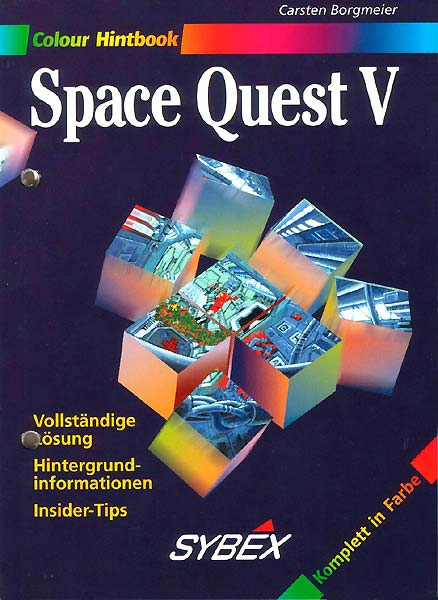 Carsten Borgmeier
Colour Hintbook
Space Quest V
Vollständige
Lösung
Hintergrund-
informationen
Insider-Tips
SYBEX
Komplett in Farbe